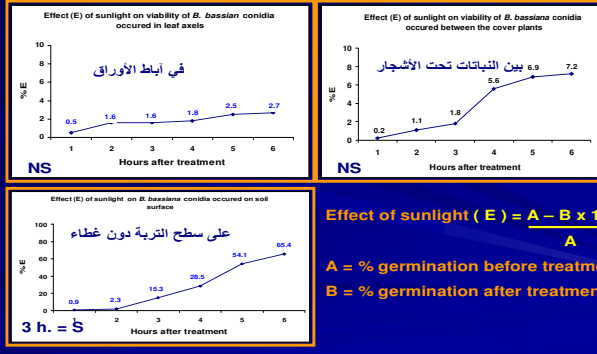 Effect (E) of sunlight on viability of B. bassian conidia
occured in leaf axels
في آباط الأوراق
%E
10
8
6
4
2
0
0.5
1.6
1.6
1.8
2.5
2.7
1 2 3 4 5 6
Hours after treatment
NS
Effect (E) of sunlight on viability of B. bassiana conidia
occured between the cover plants
بين النباتات تحت الأشجار
%E
10
8
6
4
2
0
0.2
1.1
1.8
5.6
6.9
7.2
1 2 3 4 5 6
Hours after treatment
NS
Effect (E) of sunlight on B. bassiana conidia occured on soil
surface
على سطح التربة دون غطاء
%E
100
80
60
40
20
0
0.9
2.3
15.3
28.5
54.1
65.4
1 2 3 4 5 6
Hours after treatment
3 h. = S
Effect of sunlight ( E ) = A – B x 1
A
A = % germination before treatme
B = % germination after treatmen